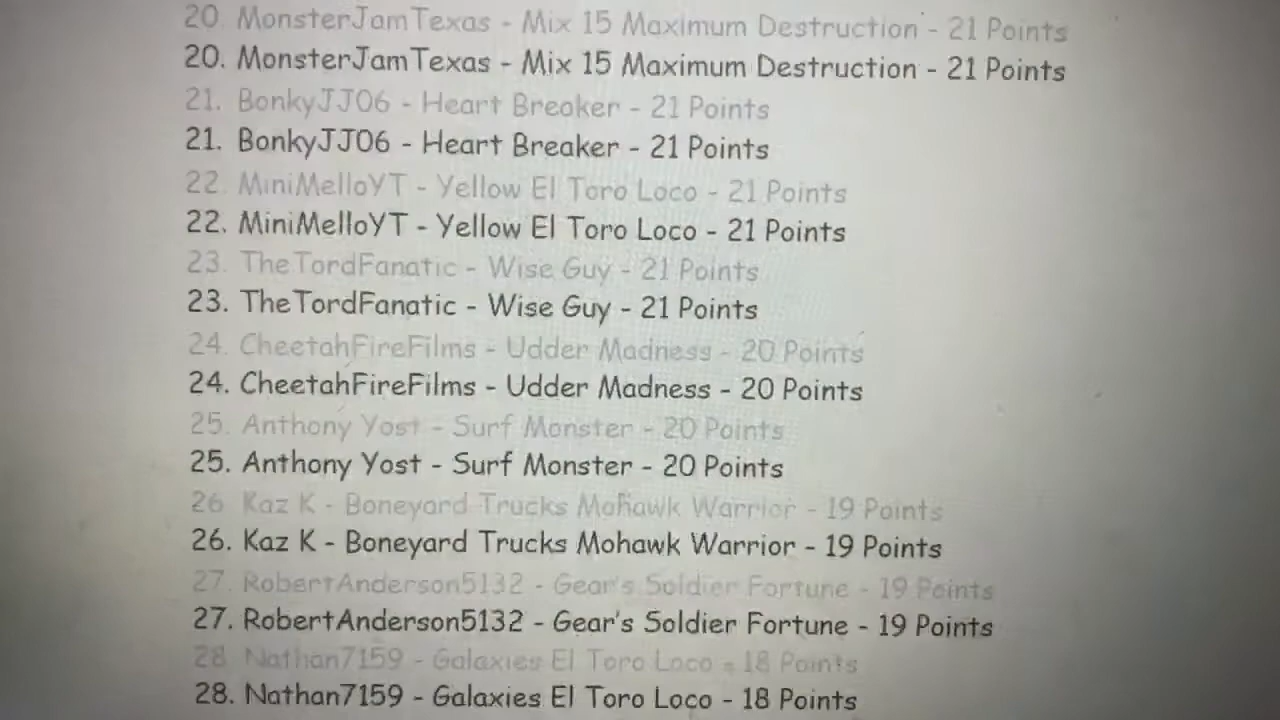 20. MonsterJamTexas - Mix 15 Maximum Destruction - 21 Points
20. MonsterJamTexas - Mix 15 Maximum Destruction - 21 Points
21. BonkyJJ06 - Heart Breaker - 21 Points
21. BonkyJJ06 - Heart Breaker - 21 Points
22. MiniMelloYT - Yellow El Toro Loco - 21 Points
22. MiniMelloYT - Yellow El Toro Loco - 21 Points
23. TheTordFanatic - Wise Guy - 21 Points
23. TheTordFanatic - Wise Guy - 21 Points
24. CheetahFireFilms - Udder Madness - 20 Points
24. CheetahFireFilms - Udder Madness - 20 Points
25. Anthony Yost - Surf Monster - 20 Points
25. Anthony Yost - Surf Monster - 20 Points
26. Kaz K - Boneyard Trucks Mohawk Warrior - 19 Points
26. Kaz K - Boneyard Trucks Mohawk Warrior - 19 Points
27. RobertAnderson5132 - Gear's Soldier Fortune - 19 Points
27. RobertAnderson5132 - Gear's Soldier Fortune - 19 Points
28. Nathan7159 - Galaxies El Toro Loco - 18 Points
28. Nathan7159 - Galaxies El Toro Loco - 18 Points